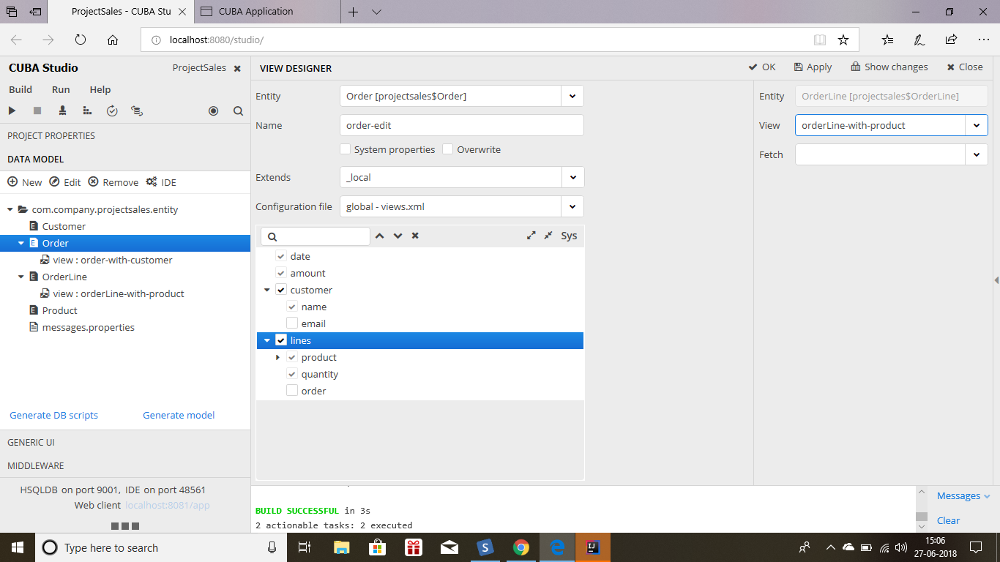 ProjectSales - CUBA Stu
CUBA Application
localhost:8080/studio/
CUBA Studio
ProjectSales
Build Run Help
PROJECT PROPERTIES
DATA MODEL
New Edit Remove IDE
com.company.projectsales.entity
Customer
Order
view : order-with-customer
OrderLine
view : orderLine-with-product
Product
messages.properties
Generate DB scripts
Generate model
GENERIC UI
MIDDLEWARE
HSQLDB on port 9001, IDE on port 48561
Web client localhost:8081/app
VIEW DESIGNER
OK Apply Show changes Close
Entity Order [projectsales$Order]
Name order-edit
System properties Overwrite
Extends _local
Configuration file global - views.xml
Sys
date
amount
customer
name
email
lines
product
quantity
order
Entity OrderLine [projectsales$OrderLine]
View orderLine-with-product
Fetch
BUILD SUCCESSFUL in 3s
2 actionable tasks: 2 executed
Messages
Clear
Type here to search
15:06
27-06-2018